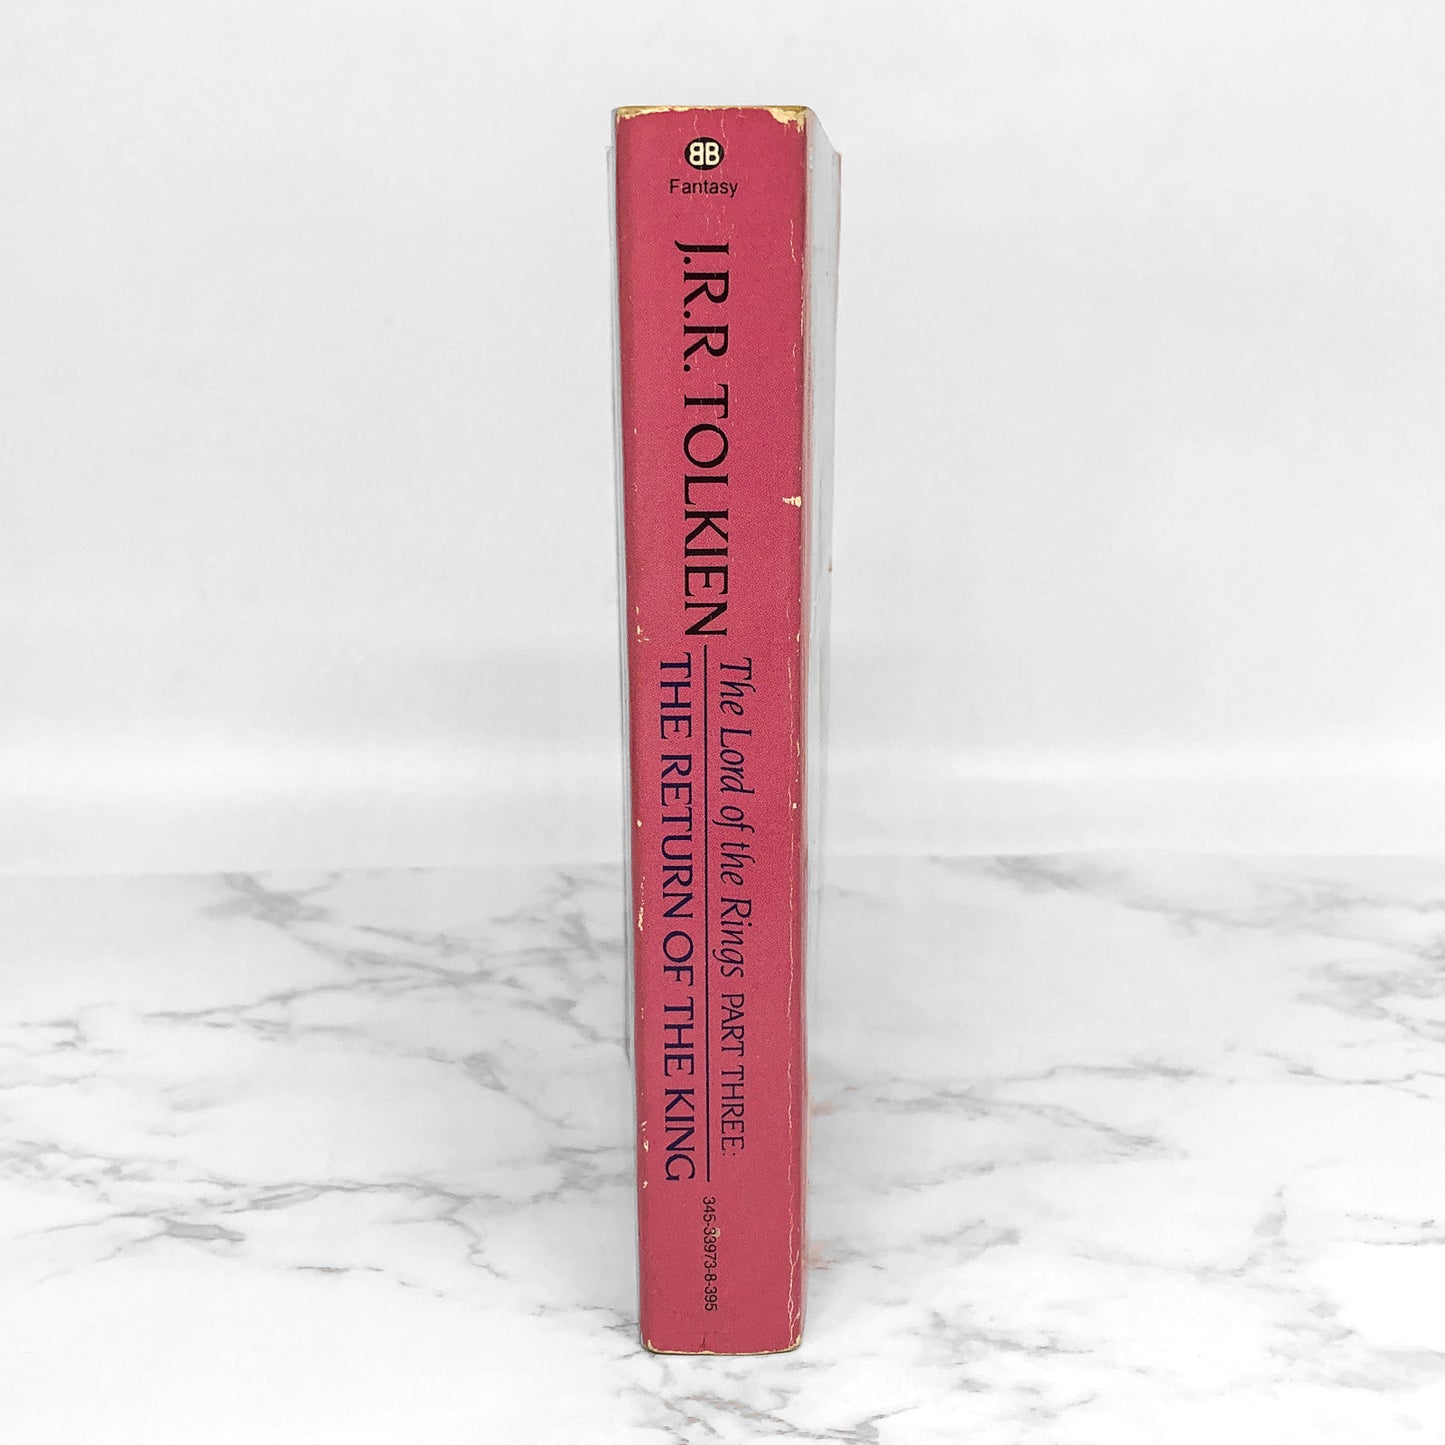 BB
Fantasy
J.R.R. TOLKIEN
The Lord of the Rings PART THREE:
THE RETURN OF THE KING
345-33973-8-395